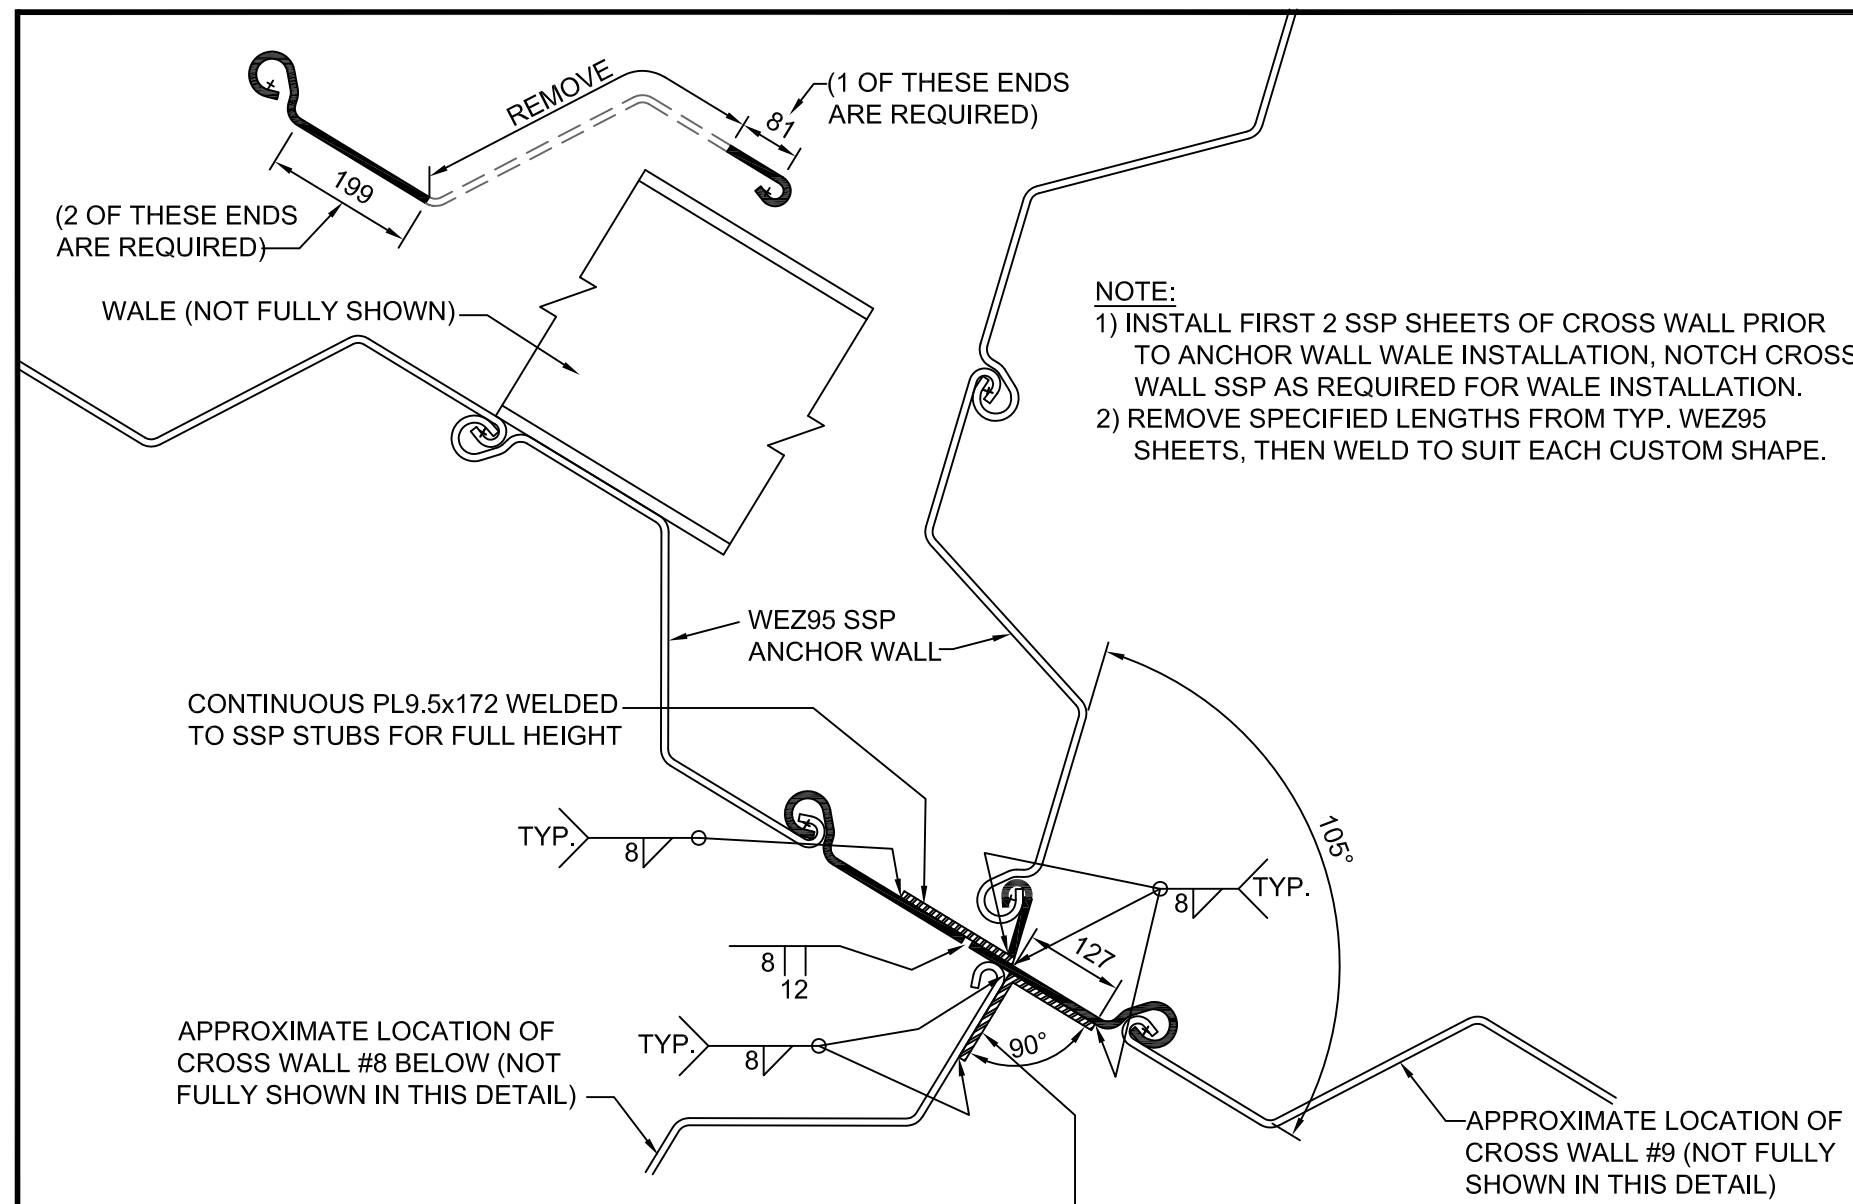 (1 OF THESE ENDS
ARE REQUIRED)
REMOVE
81
199
(2 OF THESE ENDS
ARE REQUIRED)
WALE (NOT FULLY SHOWN)
NOTE:
1) INSTALL FIRST 2 SSP SHEETS OF CROSS WALL PRIOR
TO ANCHOR WALL WALE INSTALLATION, NOTCH CROSS
WALL SSP AS REQUIRED FOR WALE INSTALLATION.
2) REMOVE SPECIFIED LENGTHS FROM TYP. WEZ95
SHEETS, THEN WELD TO SUIT EACH CUSTOM SHAPE.
WEZ95 SSP
ANCHOR WALL
CONTINUOUS PL9.5x172 WELDED
TO SSP STUBS FOR FULL HEIGHT
TYP.
8
105°
8
TYP.
127
8
12
APPROXIMATE LOCATION OF
CROSS WALL #8 BELOW (NOT
FULLY SHOWN IN THIS DETAIL)
TYP.
8
90°
APPROXIMATE LOCATION OF
CROSS WALL #9 (NOT FULLY
SHOWN IN THIS DETAIL)